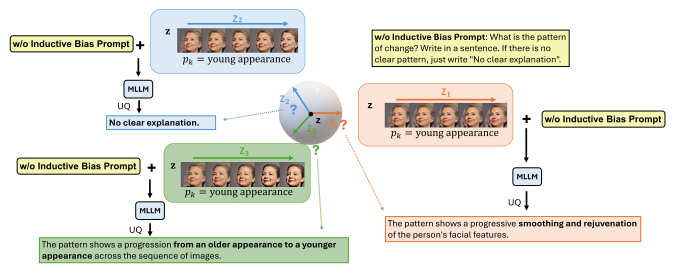 Z₂
w/o Inductive Bias Prompt +
z
pₖ = young appearance
MLLM
UQ
No clear explanation.
w/o Inductive Bias Prompt: What is the pattern
of change? Write in a sentence. If there is no
clear pattern, just write "No clear explanation".
Z₂
?
Z₁
z
Z₃
?
?
Z₁
z
pₖ = young appearance
+ w/o Inductive Bias Prompt
MLLM
UQ
The pattern shows a progressive smoothing and rejuvenation
of the person's facial features.
Z₃
w/o Inductive Bias Prompt +
z
pₖ = young appearance
MLLM
UQ
The pattern shows a progression from an older appearance to a younger
appearance across the sequence of images.